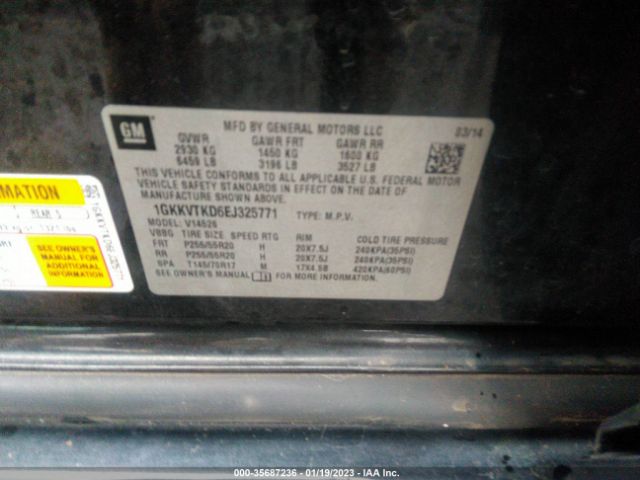 GM
MFD BY GENERAL MOTORS LLC
03/14
GVWR GAWR FRT GAWR RR
2930 KG 1450 KG 1600 KG
6459 LB 3196 LB 3527 LB
THIS VEHICLE CONFORMS TO ALL APPLICABLE U.S. FEDERAL MOTOR
VEHICLE SAFETY STANDARDS IN EFFECT ON THE DATE OF
MANUFACTURE SHOWN ABOVE.
1GKKVTKD6EJ325771 TYPE: M.P.V.
MODEL: V14526
VBBG TIRE SIZE SPEED RTG RIM COLD TIRE PRESSURE
FRT P255/55R20 H 20X7.5J 240KPA(35PSI)
RR P255/55R20 H 20X7.5J 240KPA(35PSI)
SPA T145/70R17 M 17X4.5B 420KPA(60PSI)
SEE OWNER'S MANUAL FOR MORE INFORMATION.
RMATION
REAR 3
SEE OWNER'S
MANUAL FOR
ADDITIONAL
INFORMATION
000-35687236 - 01/19/2023 - IAAI.COM